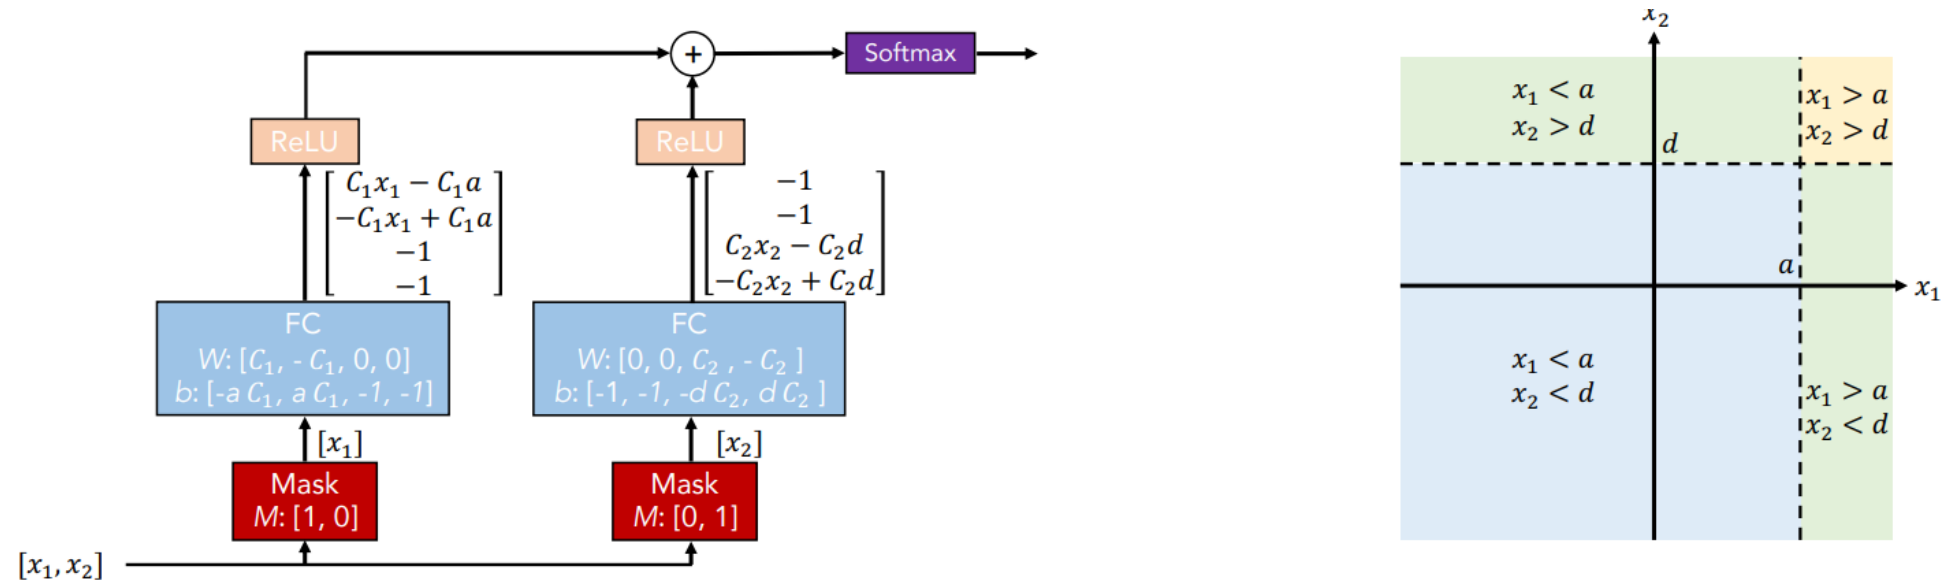 +
Softmax
ReLU
ReLU
C₁x₁ − C₁a
−C₁x₁ + C₁a
−1
−1
−1
−1
C₂x₂ − C₂d
−C₂x₂ + C₂d
FC
W: [C₁, - C₁, 0, 0]
b: [-a C₁, a C₁, -1, -1]
FC
W: [0, 0, C₂ , - C₂ ]
b: [-1, -1, -d C₂, d C₂ ]
[x₁]
[x₂]
Mask
M: [1, 0]
Mask
M: [0, 1]
[x₁, x₂]
x₂
x₁ < a
x₂ > d
x₁ > a
x₂ > d
d
a
x₁
x₁ < a
x₂ < d
x₁ > a
x₂ < d